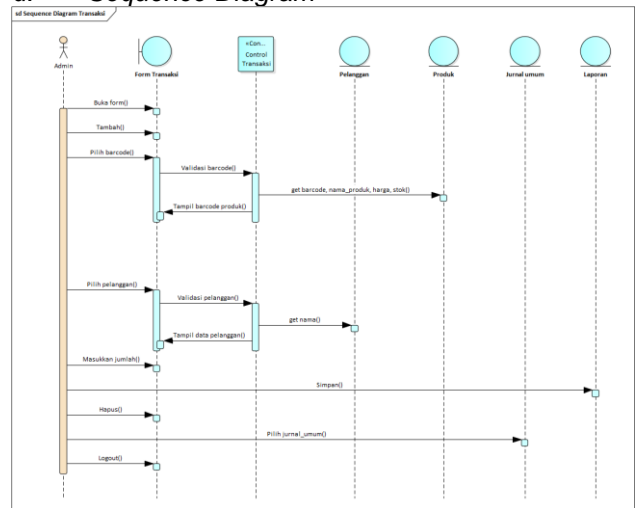 d. Sequence Diagram
sd Sequence Diagram Transaksi
Admin
Form Transaksi
«Con...
Control
Transaksi
Pelanggan
Produk
Jurnal umum
Laporan
Buka form()
Tambah()
Pilih barcode()
Validasi barcode()
get barcode, nama_produk, harga, stok()
Tampil barcode produk()
Pilih pelanggan()
Validasi pelanggan()
get nama()
Tampil data pelanggan()
Masukkan jumlah()
Simpan()
Hapus()
Pilih jurnal_umum()
Logout()